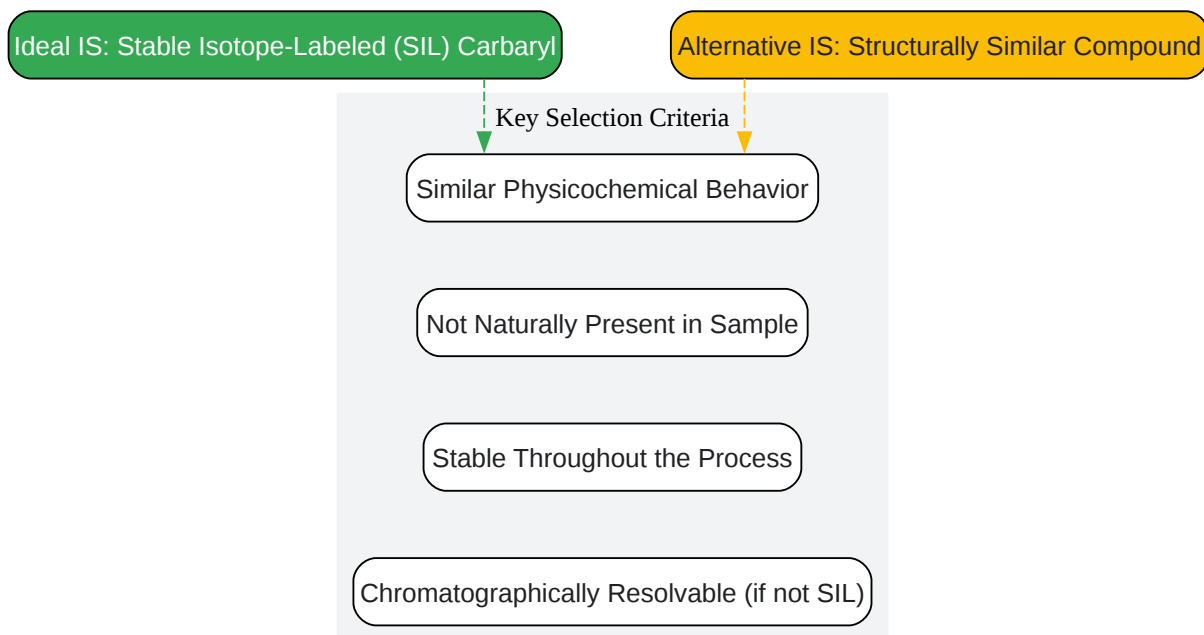 Ideal IS: Stable Isotope-Labeled (SIL) Carbaryl
Alternative IS: Structurally Similar Compound
Key Selection Criteria
Similar Physicochemical Behavior
Not Naturally Present in Sample
Stable Throughout the Process
Chromatographically Resolvable (if not SIL)